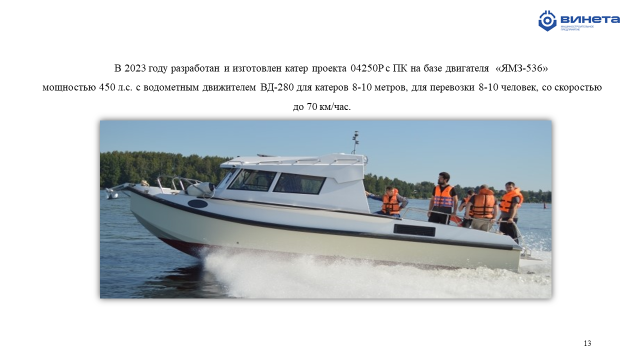 ВИНЕТА
В 2023 году разработан и изготовлен катер проекта 04250Р с ПК на базе двигателя «ЯМЗ-536»
мощностью 450 л.с. с водометным движителем ВД-280 для катеров 8-10 метров, для перевозки 8-10 человек, со скоростью
до 70 км/час.
13